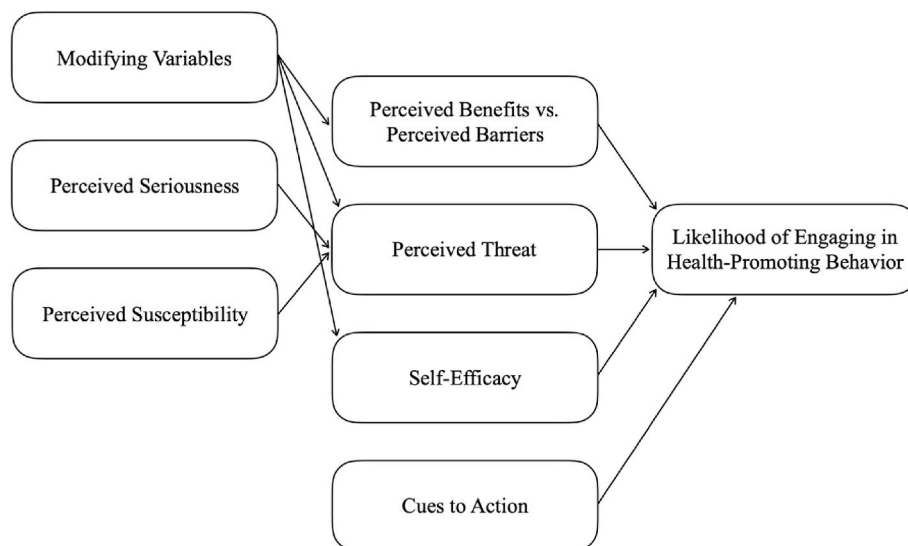 Modifying Variables
Perceived Benefits vs.
Perceived Barriers
Perceived Seriousness
Perceived Threat
Likelihood of Engaging in
Health-Promoting Behavior
Perceived Susceptibility
Self-Efficacy
Cues to Action